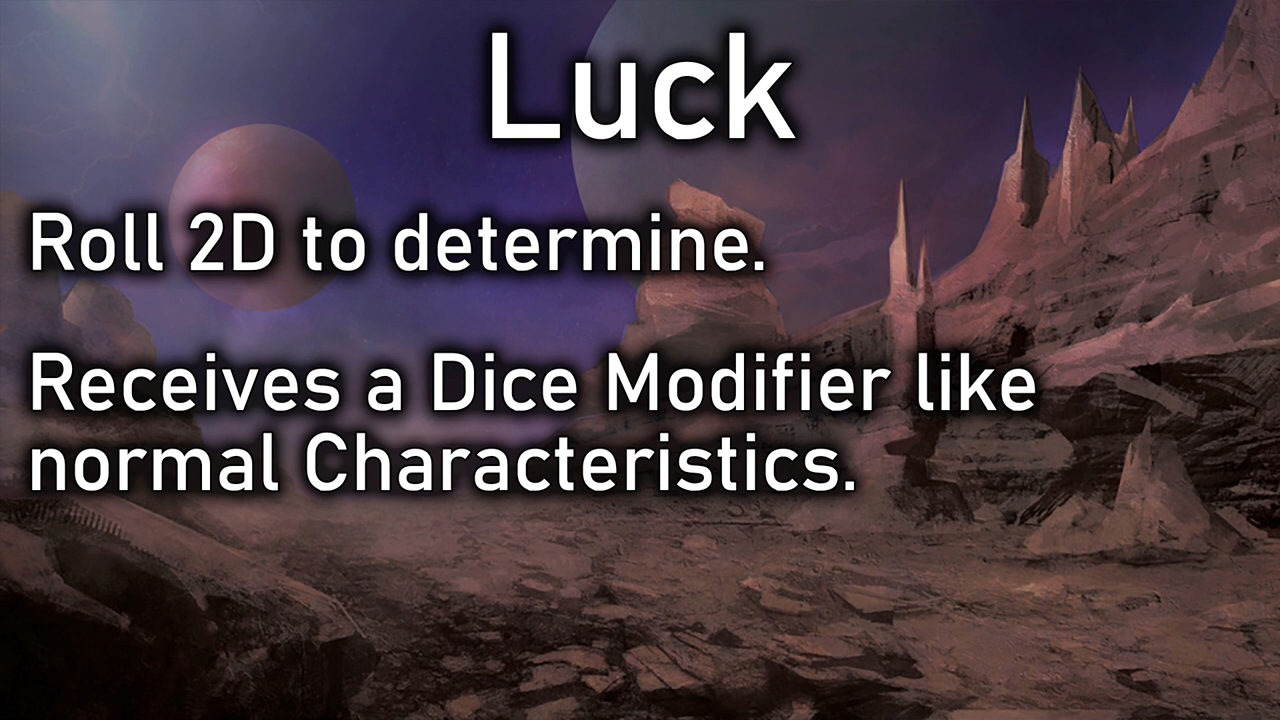 Luck
Roll 2D to determine.
Receives a Dice Modifier like
normal Characteristics.